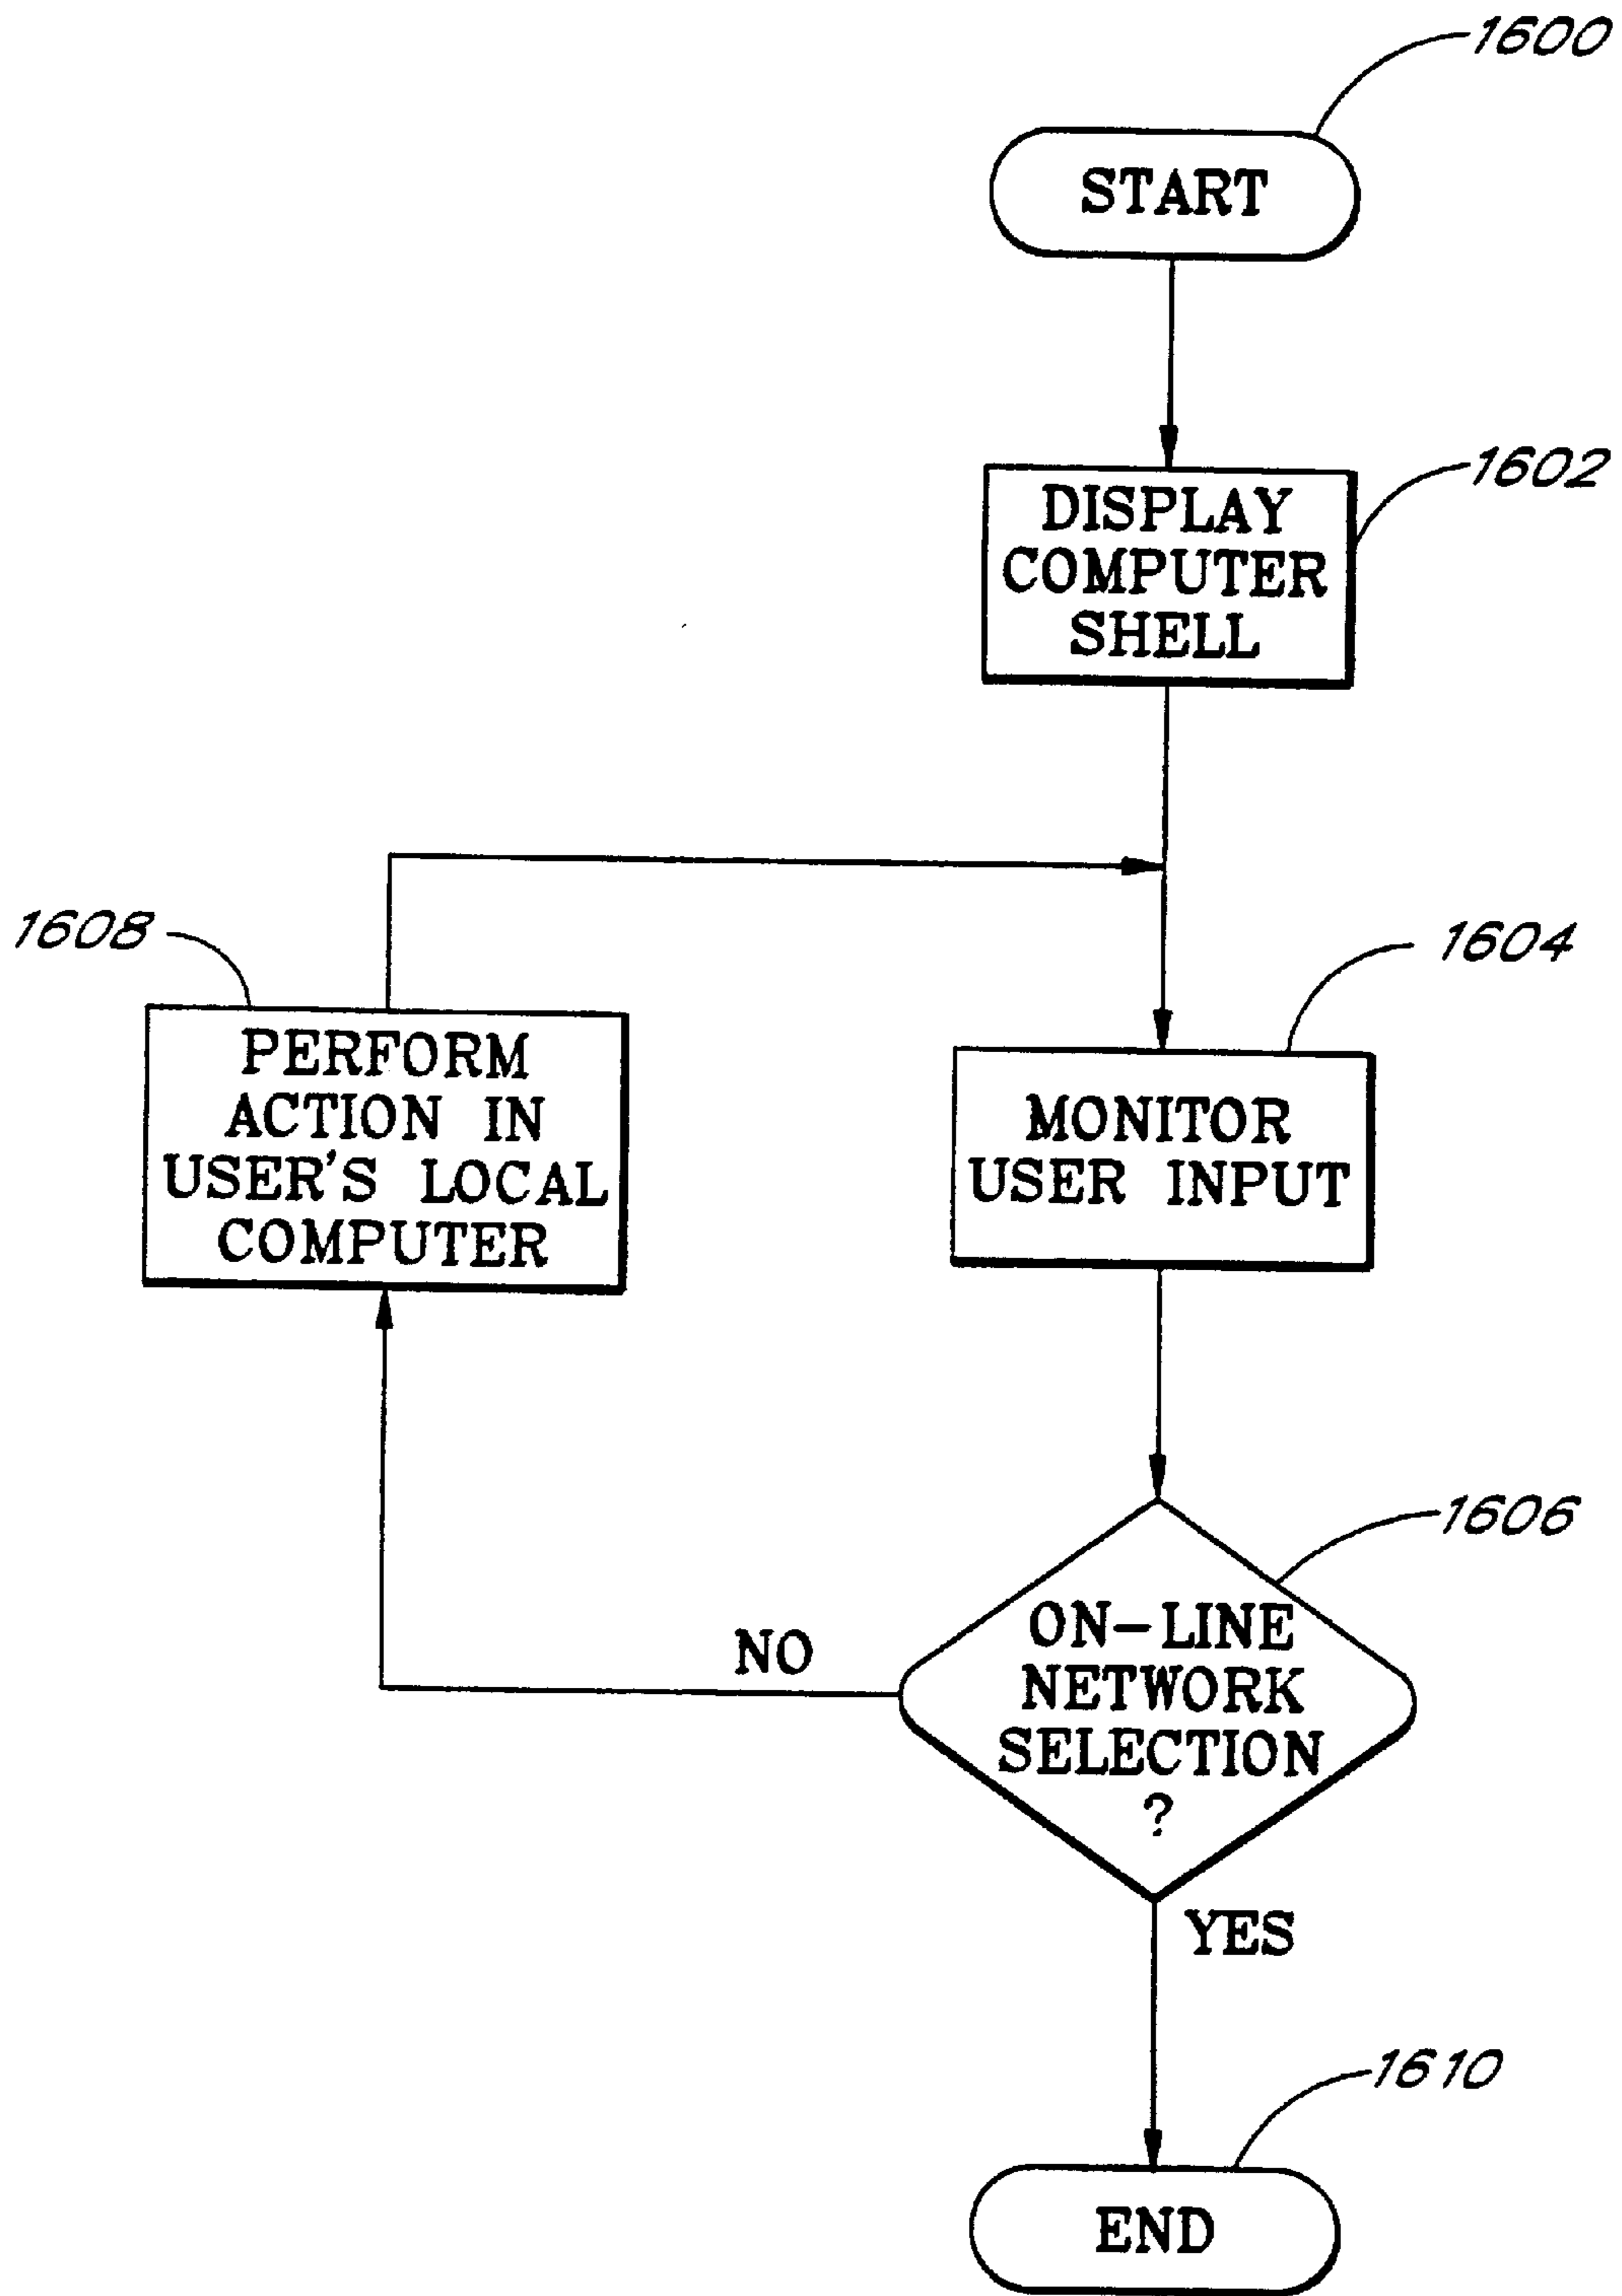 1600
START
1602
DISPLAY
COMPUTER
SHELL
1608
1604
PERFORM
ACTION IN
USER'S LOCAL
COMPUTER
MONITOR
USER INPUT
1606
ON-LINE
NETWORK
SELECTION
?
NO
YES
1610
END